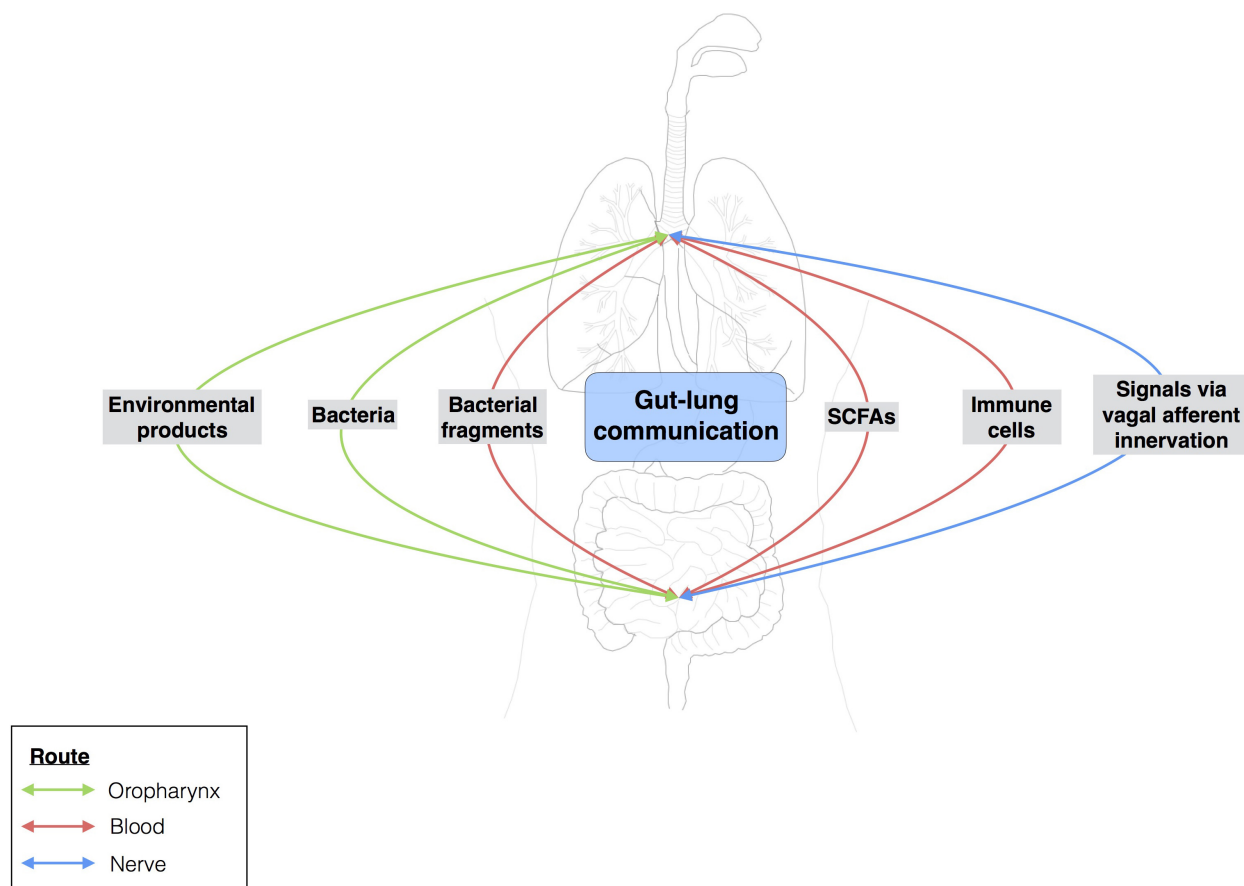 Environmental
products
Bacteria
Bacterial
fragments
Gut-lung
communication
SCFAs
Immune
cells
Signals via
vagal afferent
innervation
Route
Oropharynx
Blood
Nerve